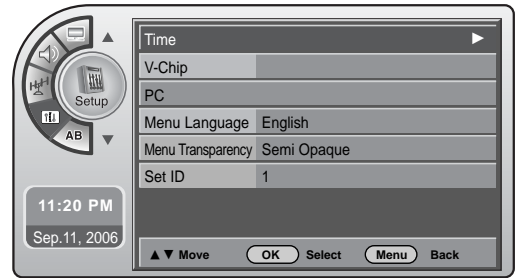 Setup
AB
11:20 PM
Sep.11, 2006
Time ►
V-Chip
PC
Menu Language English
Menu Transparency Semi Opaque
Set ID 1
▲▼ Move OK Select Menu Back